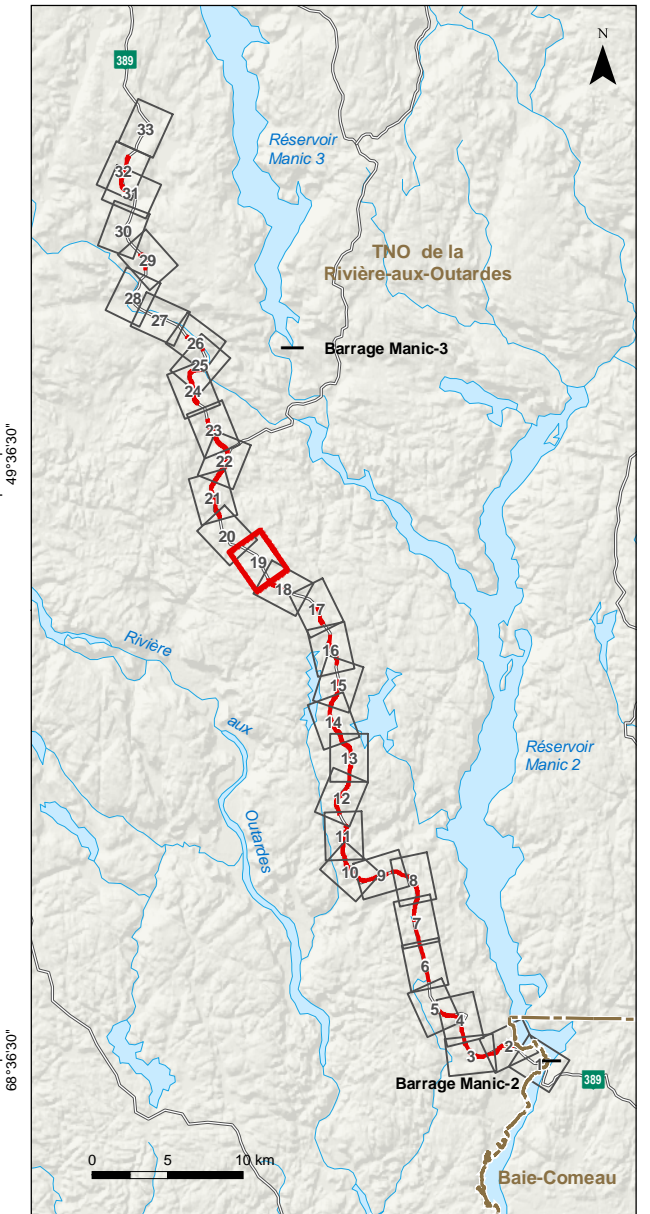 N
389
33
Réservoir
Manic 3
32
31
30
TNO de la
Rivière-aux-Outardes
29
28
27
26
Barrage Manic-3
25
24
49°36'30"
23
22
21
20
19
18
17
Rivière
16
15
aux
14
13
Réservoir
Manic 2
12
Outardes
11
10
9
8
7
6
5
4
68°36'30"
3
2
1
Barrage Manic-2
389
0 5 10 km
Baie-Comeau